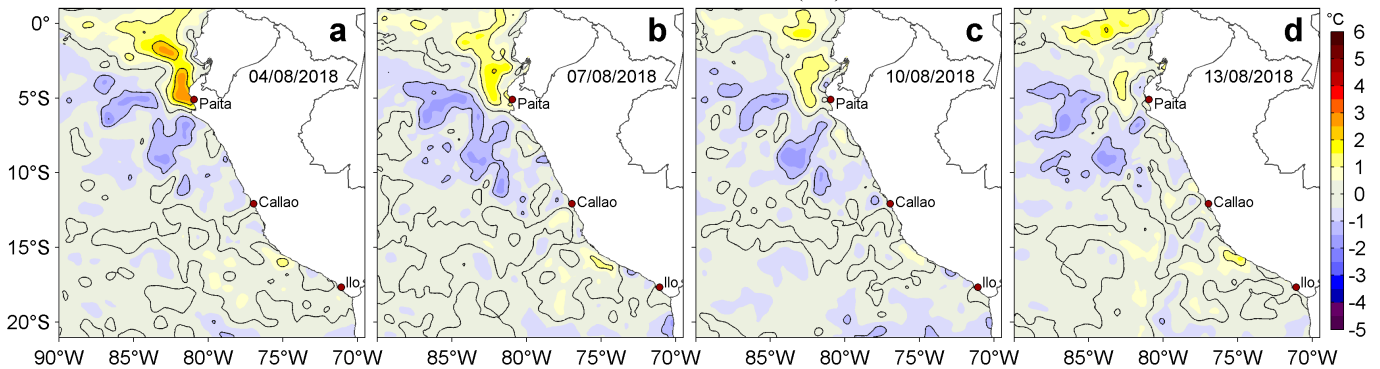 0°
5°S
10°S
15°S
20°S
90°W 85°W 80°W 75°W 70°W
a
04/08/2018
Paita
Callao
Ilo
85°W 80°W 75°W 70°W
b
07/08/2018
Paita
Callao
Ilo
85°W 80°W 75°W 70°W
c
10/08/2018
Paita
Callao
Ilo
85°W 80°W 75°W 70°W
d
13/08/2018
Paita
Callao
Ilo
°C
6
5
4
3
2
1
0
-1
-2
-3
-4
-5